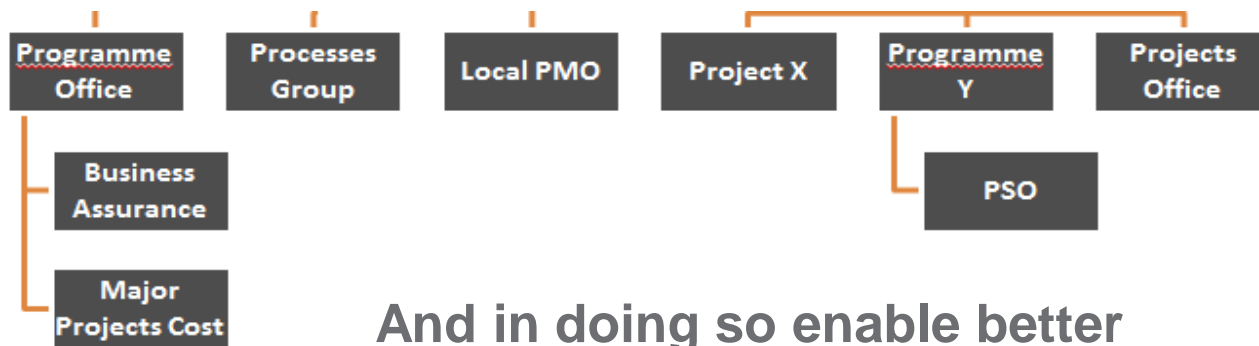 Programme
Office
Processes
Group
Local PMO
Project X
Programme
Y
Projects
Office
Business
Assurance
PSO
Major
Projects Cost
And in doing so enable better